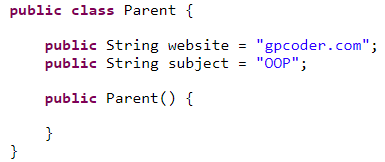 public class Parent {
public String website = "gpcoder.com";
public String subject = "OOP";
public Parent() {
}
}